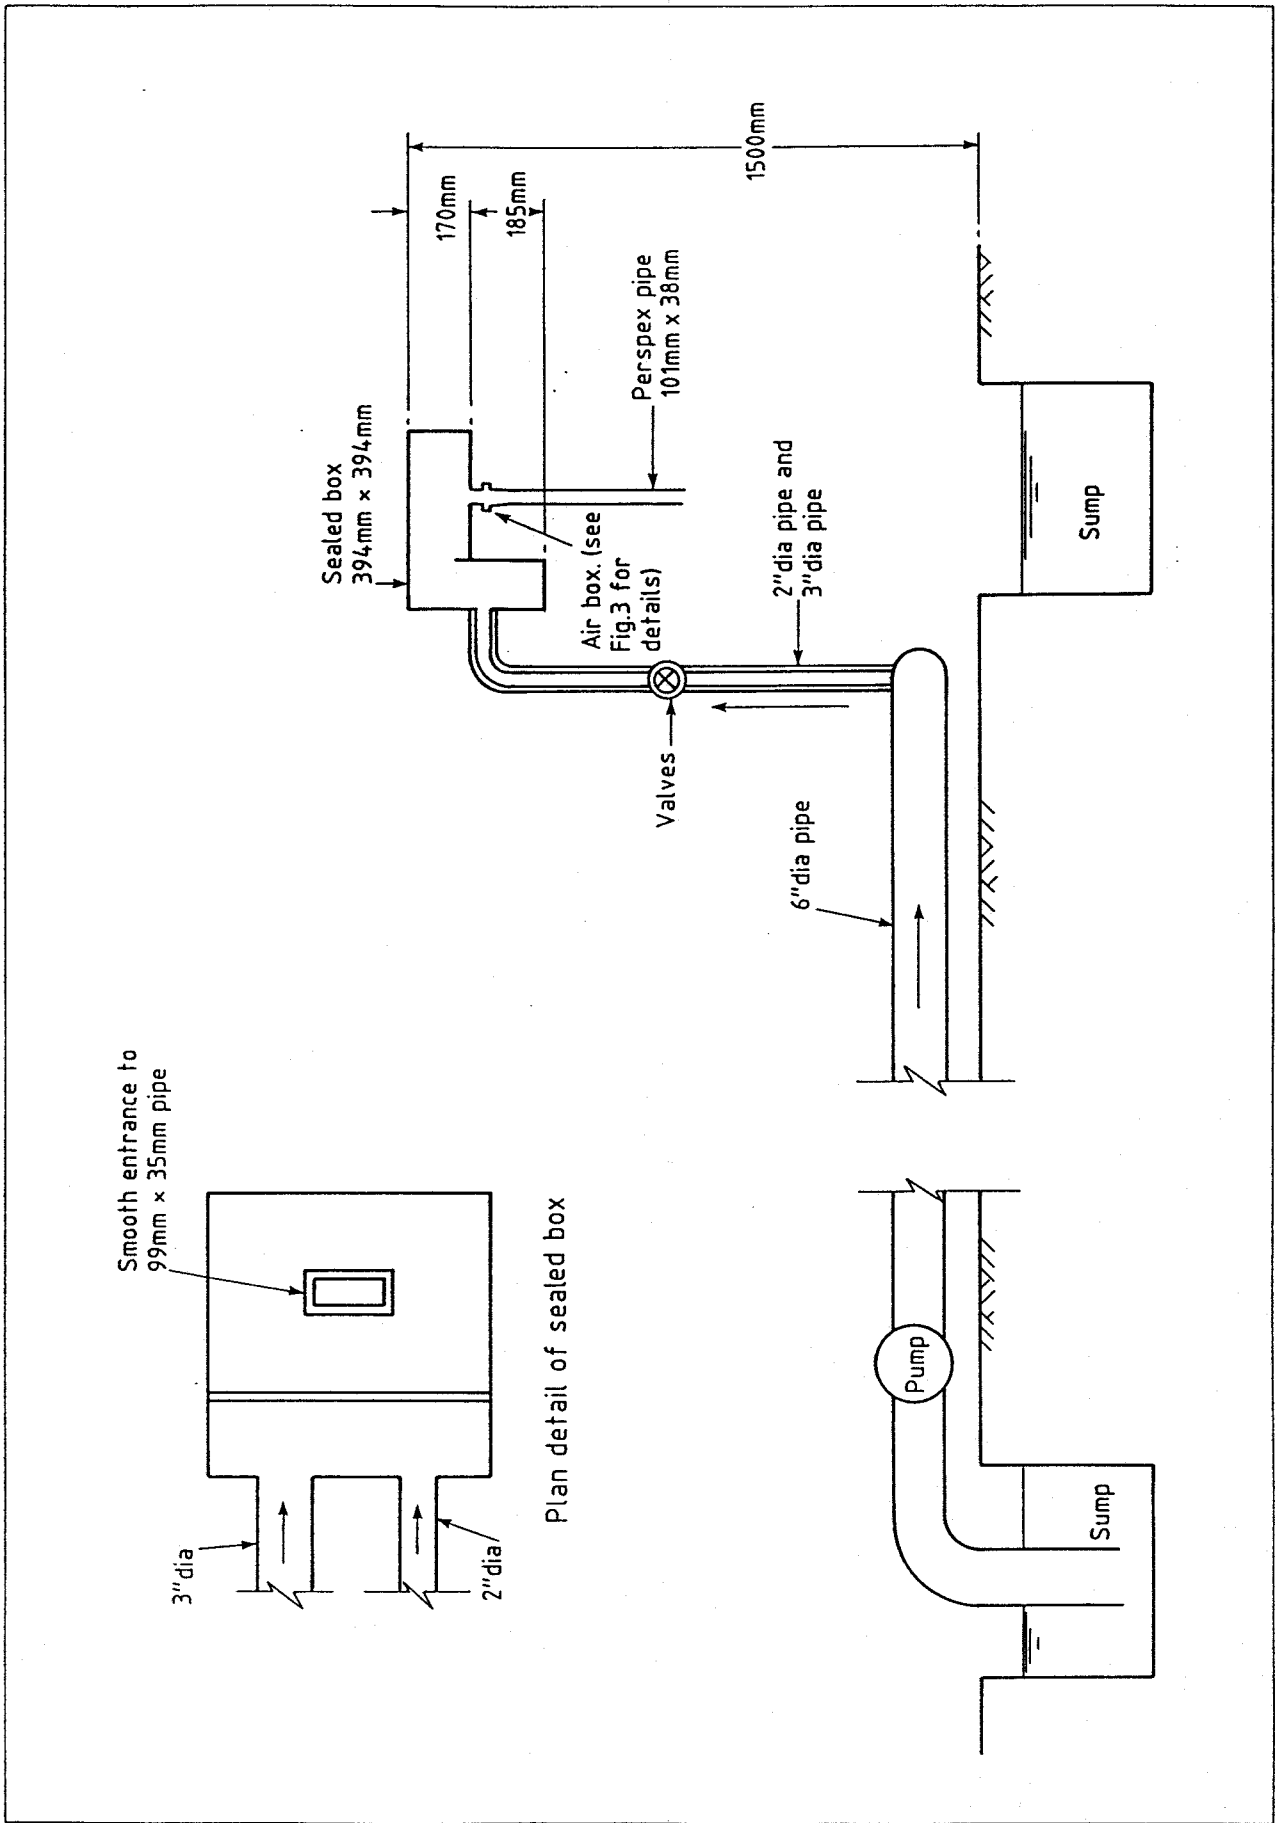 Smooth entrance to
99mm × 35mm pipe
3"dia
2"dia
Plan detail of sealed box
Sealed box
394mm × 394mm
170mm
185mm
1500mm
Air box. (see
Fig.3 for
details)
Perspex pipe
101mm x 38mm
Valves
2"dia pipe and
3"dia pipe
6"dia pipe
Pump
Sump
Sump